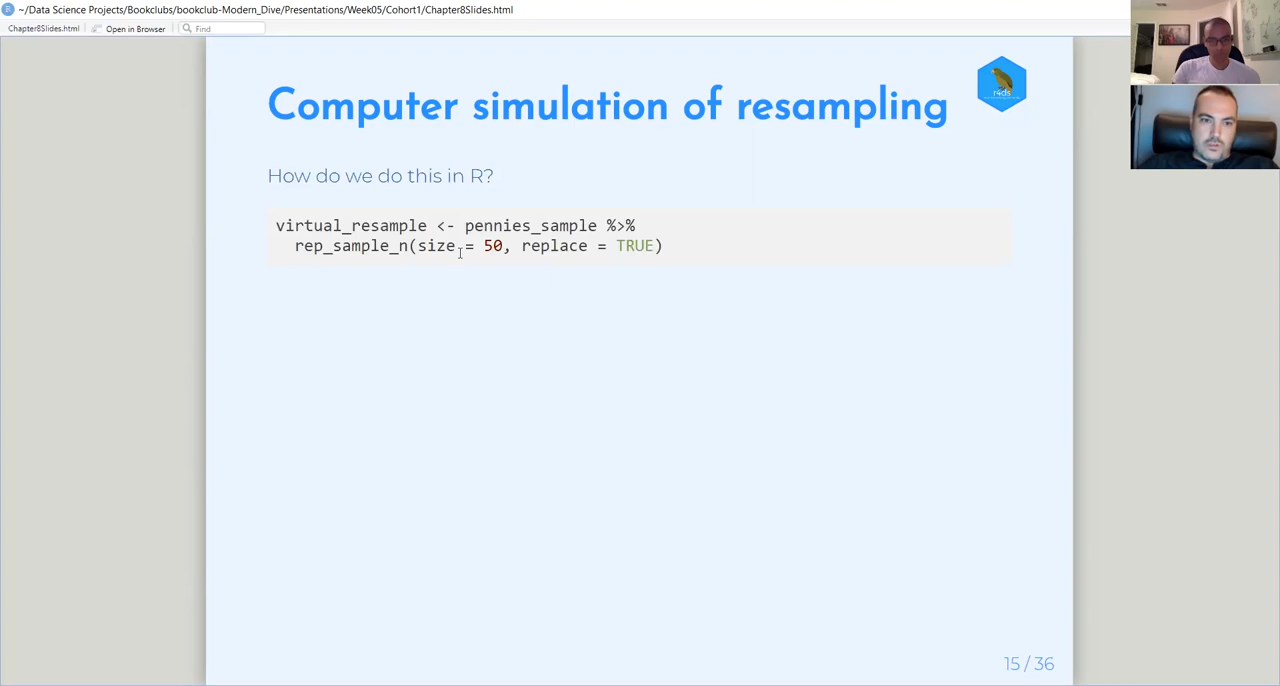 ~/Data Science Projects/Bookclubs/bookclub-Modern_Dive/Presentations/Week05/Cohort1/Chapter8Slides.html
Chapter8Slides.html
Open in Browser
Find
Computer simulation of resampling
r4ds
How do we do this in R?
virtual_resample <- pennies_sample %>%
rep_sample_n(size = 50, replace = TRUE)
15 / 36